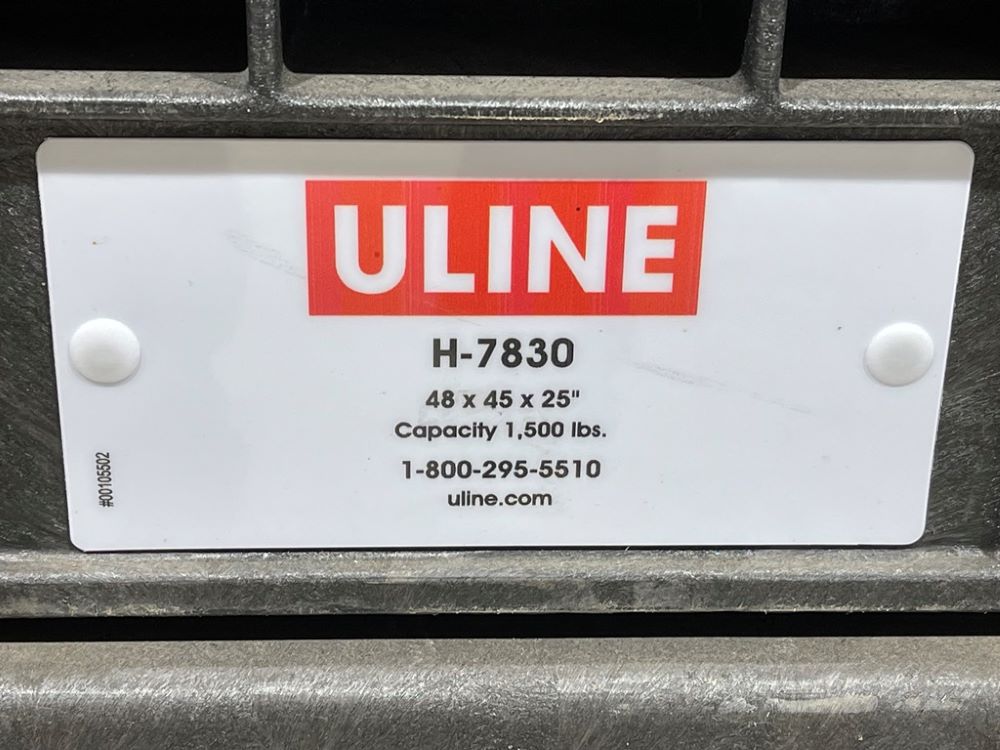 ULINE
H-7830
48 x 45 x 25"
Capacity 1,500 lbs.
1-800-295-5510
uline.com
#00105502